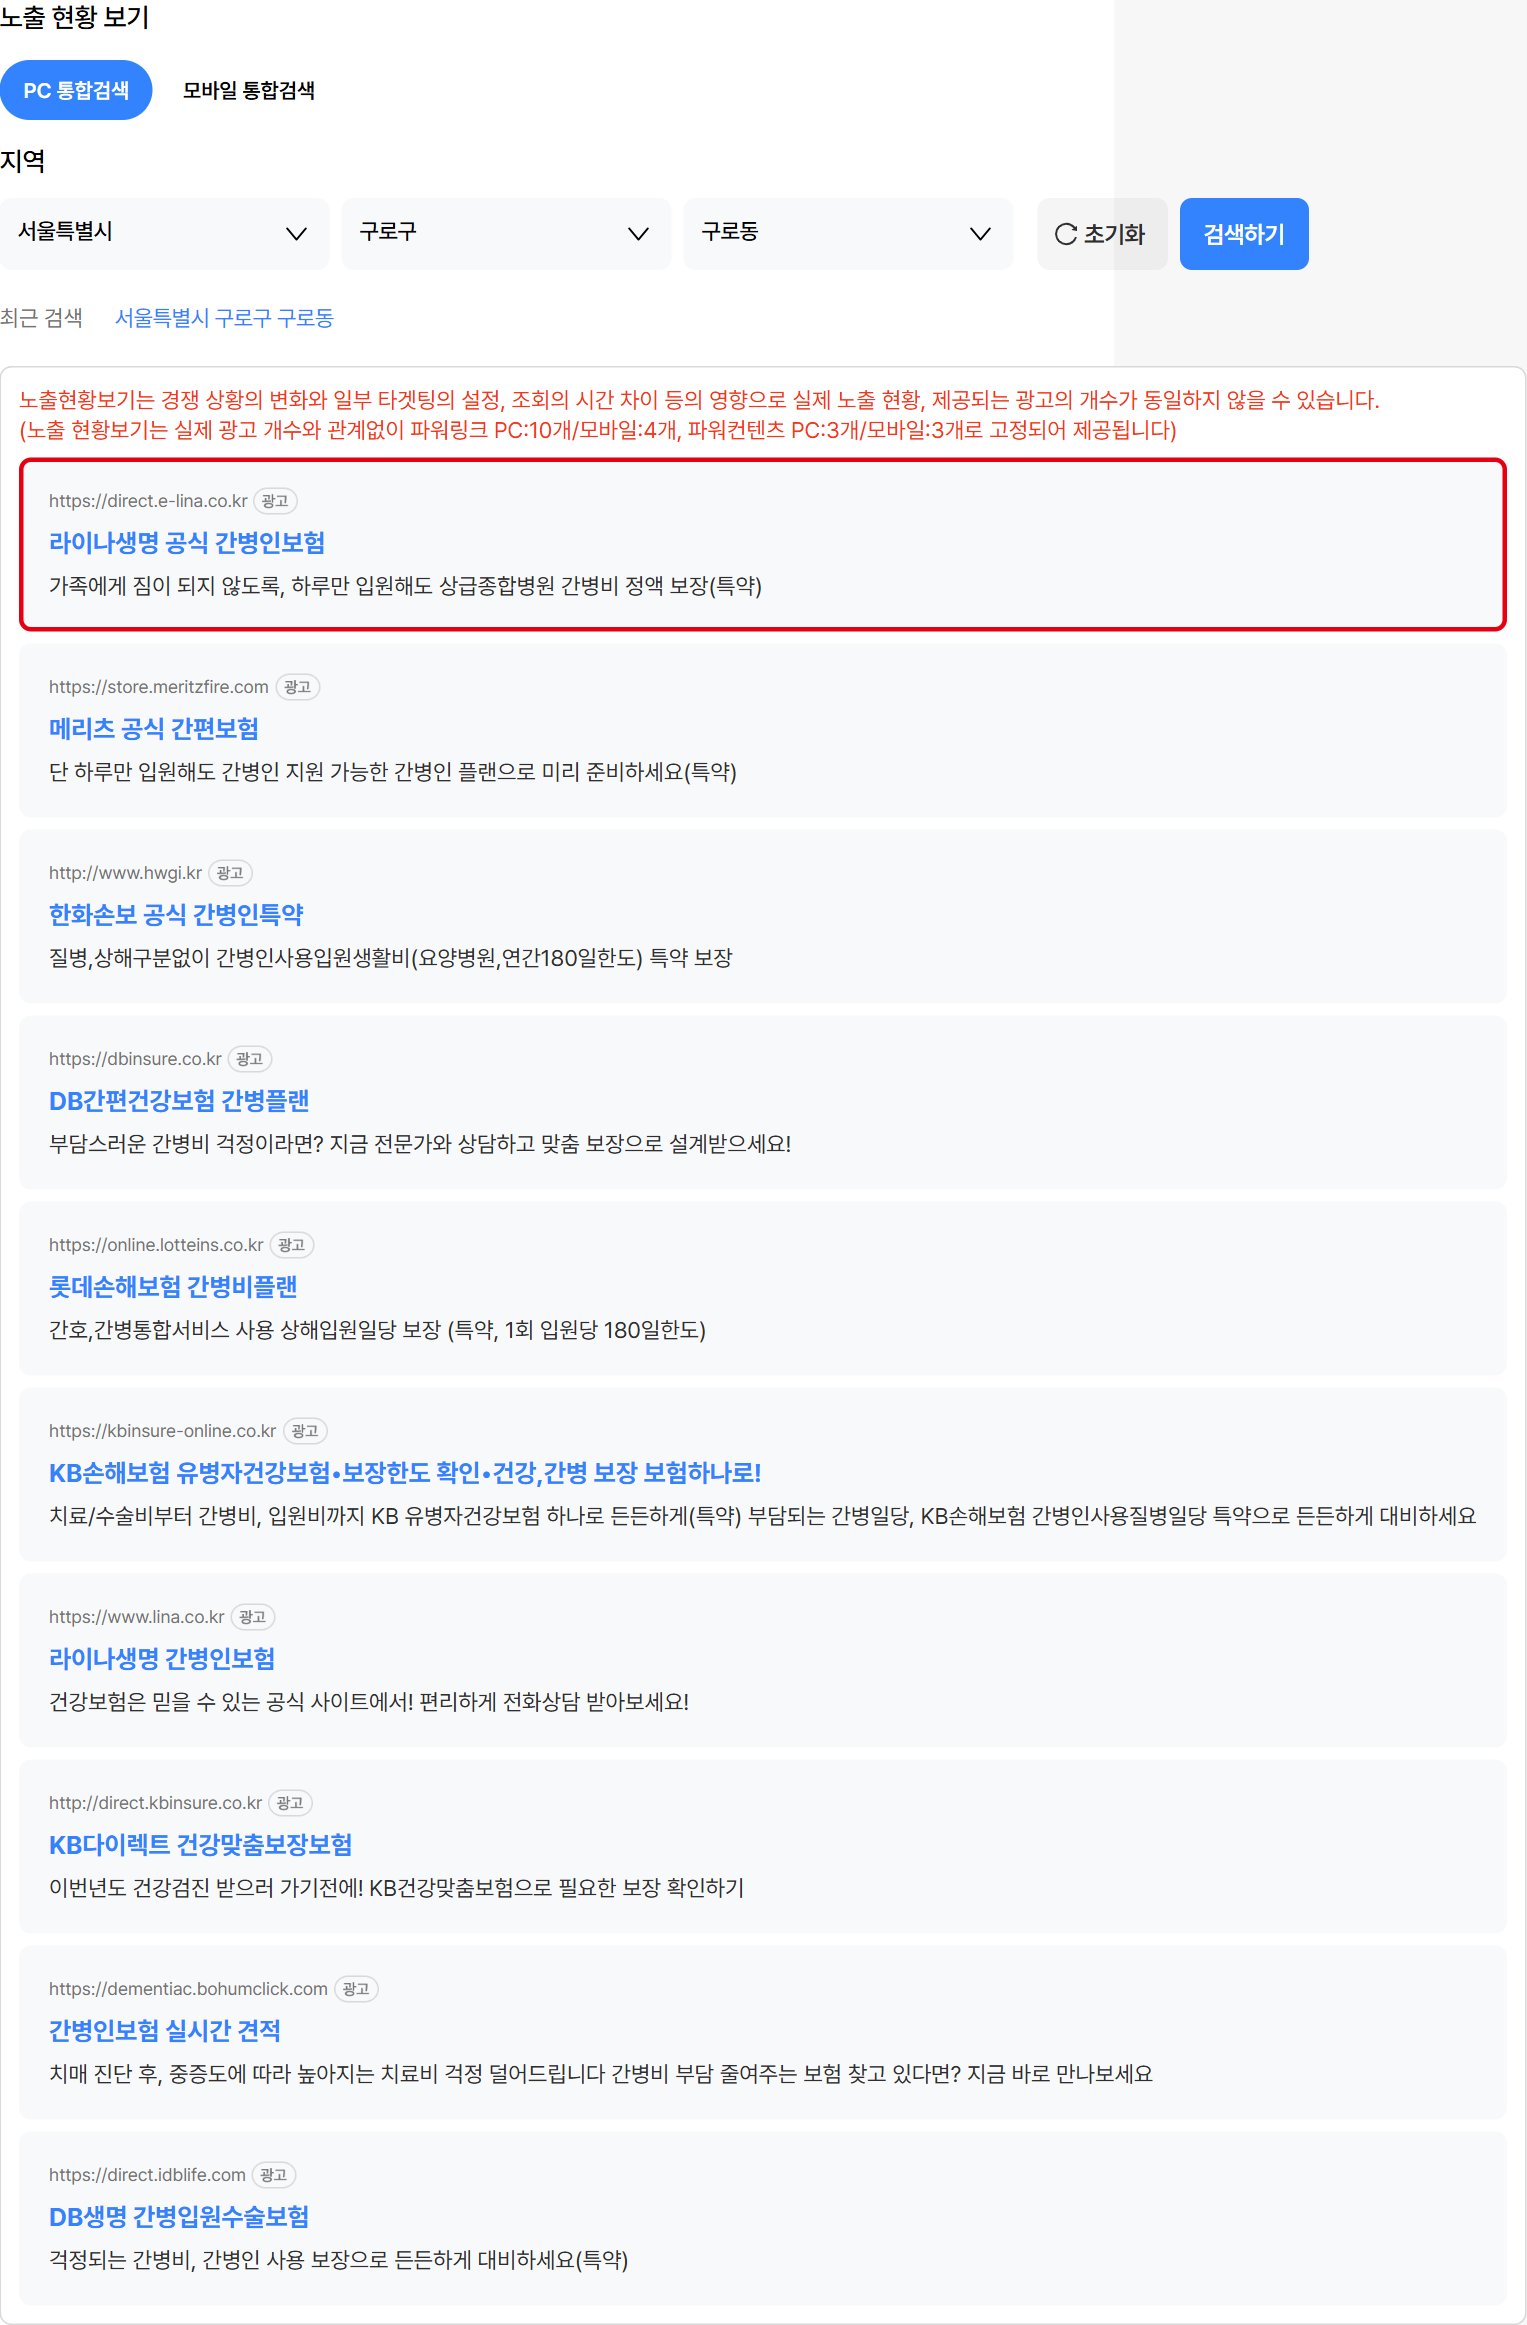 노출 현황 보기
PC 통합검색 모바일 통합검색
지역
서울특별시 구로구 구로동 초기화 검색하기
최근 검색 서울특별시 구로구 구로동
노출현황보기는 경쟁 상황의 변화와 일부 타겟팅의 설정, 조회의 시간 차이 등의 영향으로 실제 노출 현황, 제공되는 광고의 개수가 동일하지 않을 수 있습니다.
(노출 현황보기는 실제 광고 개수와 관계없이 파워링크 PC:10개/모바일:4개, 파워컨텐츠 PC:3개/모바일:3개로 고정되어 제공됩니다)
https://direct.e-lina.co.kr 광고
라이나생명 공식 간병인보험
가족에게 짐이 되지 않도록, 하루만 입원해도 상급종합병원 간병비 정액 보장(특약)
https://store.meritzfire.com 광고
메리츠 공식 간편보험
단 하루만 입원해도 간병인 지원 가능한 간병인 플랜으로 미리 준비하세요(특약)
http://www.hwgi.kr 광고
한화손보 공식 간병인특약
질병,상해구분없이 간병인사용입원생활비(요양병원,연간180일한도) 특약 보장
https://dbinsure.co.kr 광고
DB간편건강보험 간병플랜
부담스러운 간병비 걱정이라면? 지금 전문가와 상담하고 맞춤 보장으로 설계받으세요!
https://online.lotteins.co.kr 광고
롯데손해보험 간병비플랜
간호,간병통합서비스 사용 상해입원일당 보장 (특약, 1회 입원당 180일한도)
https://kbinsure-online.co.kr 광고
KB손해보험 유병자건강보험•보장한도 확인•건강,간병 보장 보험하나로!
치료/수술비부터 간병비, 입원비까지 KB 유병자건강보험 하나로 든든하게(특약) 부담되는 간병일당, KB손해보험 간병인사용질병일당 특약으로 든든하게 대비하세요
https://www.lina.co.kr 광고
라이나생명 간병인보험
건강보험은 믿을 수 있는 공식 사이트에서! 편리하게 전화상담 받아보세요!
http://direct.kbinsure.co.kr 광고
KB다이렉트 건강맞춤보장보험
이번년도 건강검진 받으러 가기전에! KB건강맞춤보험으로 필요한 보장 확인하기
https://dementiac.bohumclick.com 광고
간병인보험 실시간 견적
치매 진단 후, 중증도에 따라 높아지는 치료비 걱정 덜어드립니다 간병비 부담 줄여주는 보험 찾고 있다면? 지금 바로 만나보세요
https://direct.idblife.com 광고
DB생명 간병입원수술보험
걱정되는 간병비, 간병인 사용 보장으로 든든하게 대비하세요(특약)